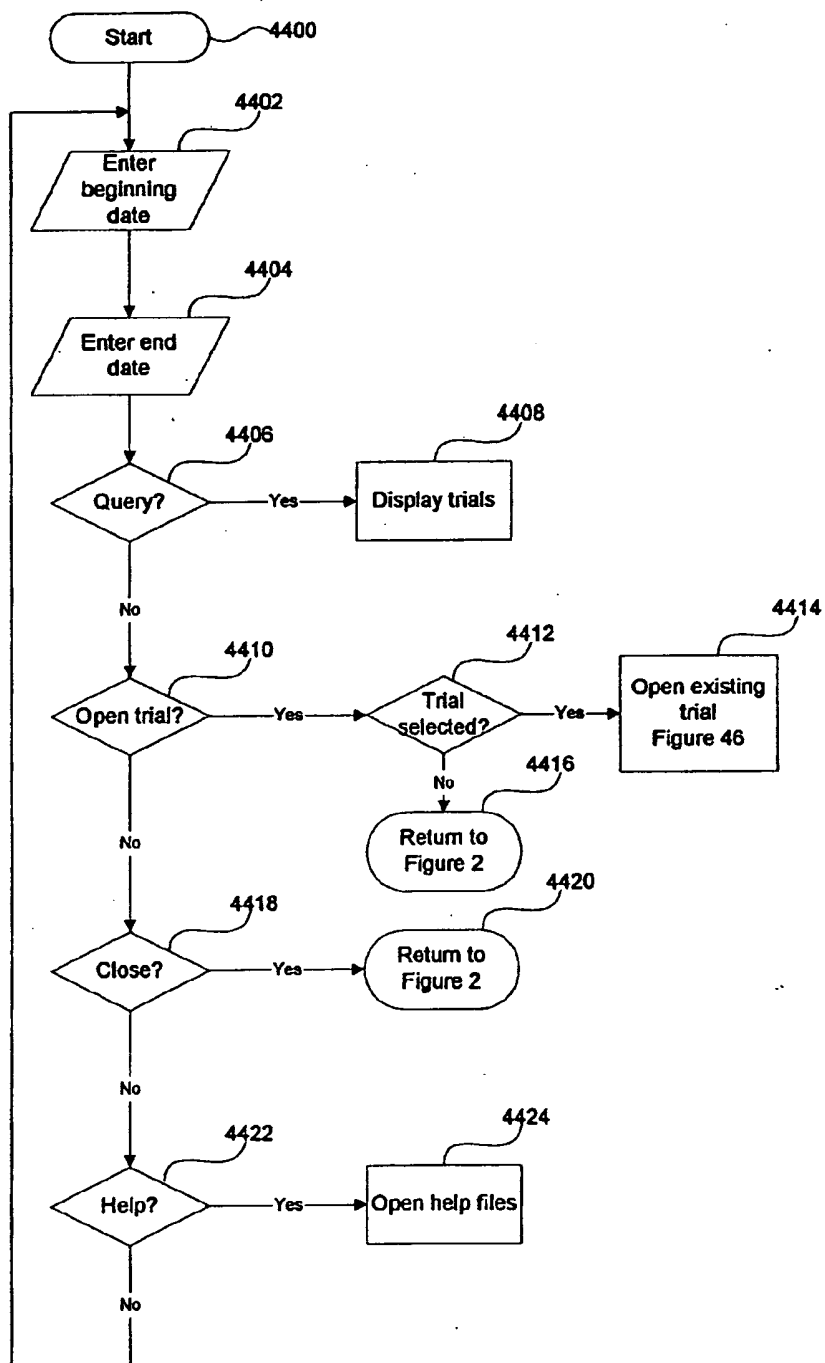 Start
4400
4402
Enter
beginning
date
4404
Enter end
date
4406
4408
Query?
Yes
Display trials
No
4410
4412
4414
Open trial?
Yes
Trial
selected?
Yes
Open existing
trial
Figure 46
No
4416
Return to
Figure 2
No
4418
4420
Close?
Yes
Return to
Figure 2
No
4422
4424
Help?
Yes
Open help files
No